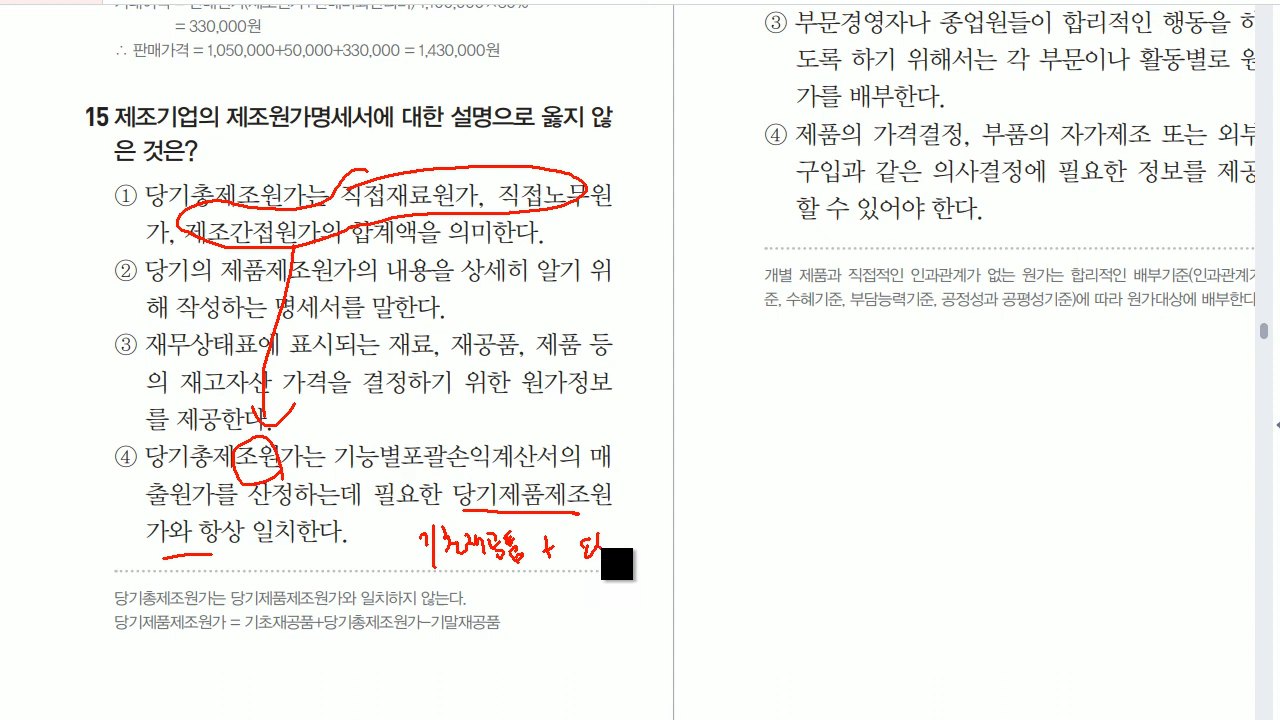 = 330,000원
∴ 판매가격 = 1,050,000+50,000+330,000 = 1,430,000원
15 제조기업의 제조원가명세서에 대한 설명으로 옳지 않
은 것은?
① 당기총제조원가는 직접재료원가, 직접노무원
가, 제조간접원가의 합계액을 의미한다.
② 당기의 제품제조원가의 내용을 상세히 알기 위
해 작성하는 명세서를 말한다.
③ 재무상태표에 표시되는 재료, 재공품, 제품 등
의 재고자산 가격을 결정하기 위한 원가정보
를 제공한다.
④ 당기총제조원가는 기능별포괄손익계산서의 매
출원가를 산정하는데 필요한 당기제품제조원
가와 항상 일치한다.
기초재공품 +
당기총제조원가는 당기제품제조원가와 일치하지 않는다.
당기제품제조원가 = 기초재공품+당기총제조원가-기말재공품
③ 부문경영자나 종업원들이 합리적인 행동을 하
도록 하기 위해서는 각 부문이나 활동별로 원
가를 배부한다.
④ 제품의 가격결정, 부품의 자가제조 또는 외부
구입과 같은 의사결정에 필요한 정보를 제공
할 수 있어야 한다.
개별 제품과 직접적인 인과관계가 없는 원가는 합리적인 배부기준(인과관계기
준, 수혜기준, 부담능력기준, 공정성과 공평성기준)에 따라 원가대상에 배부한다